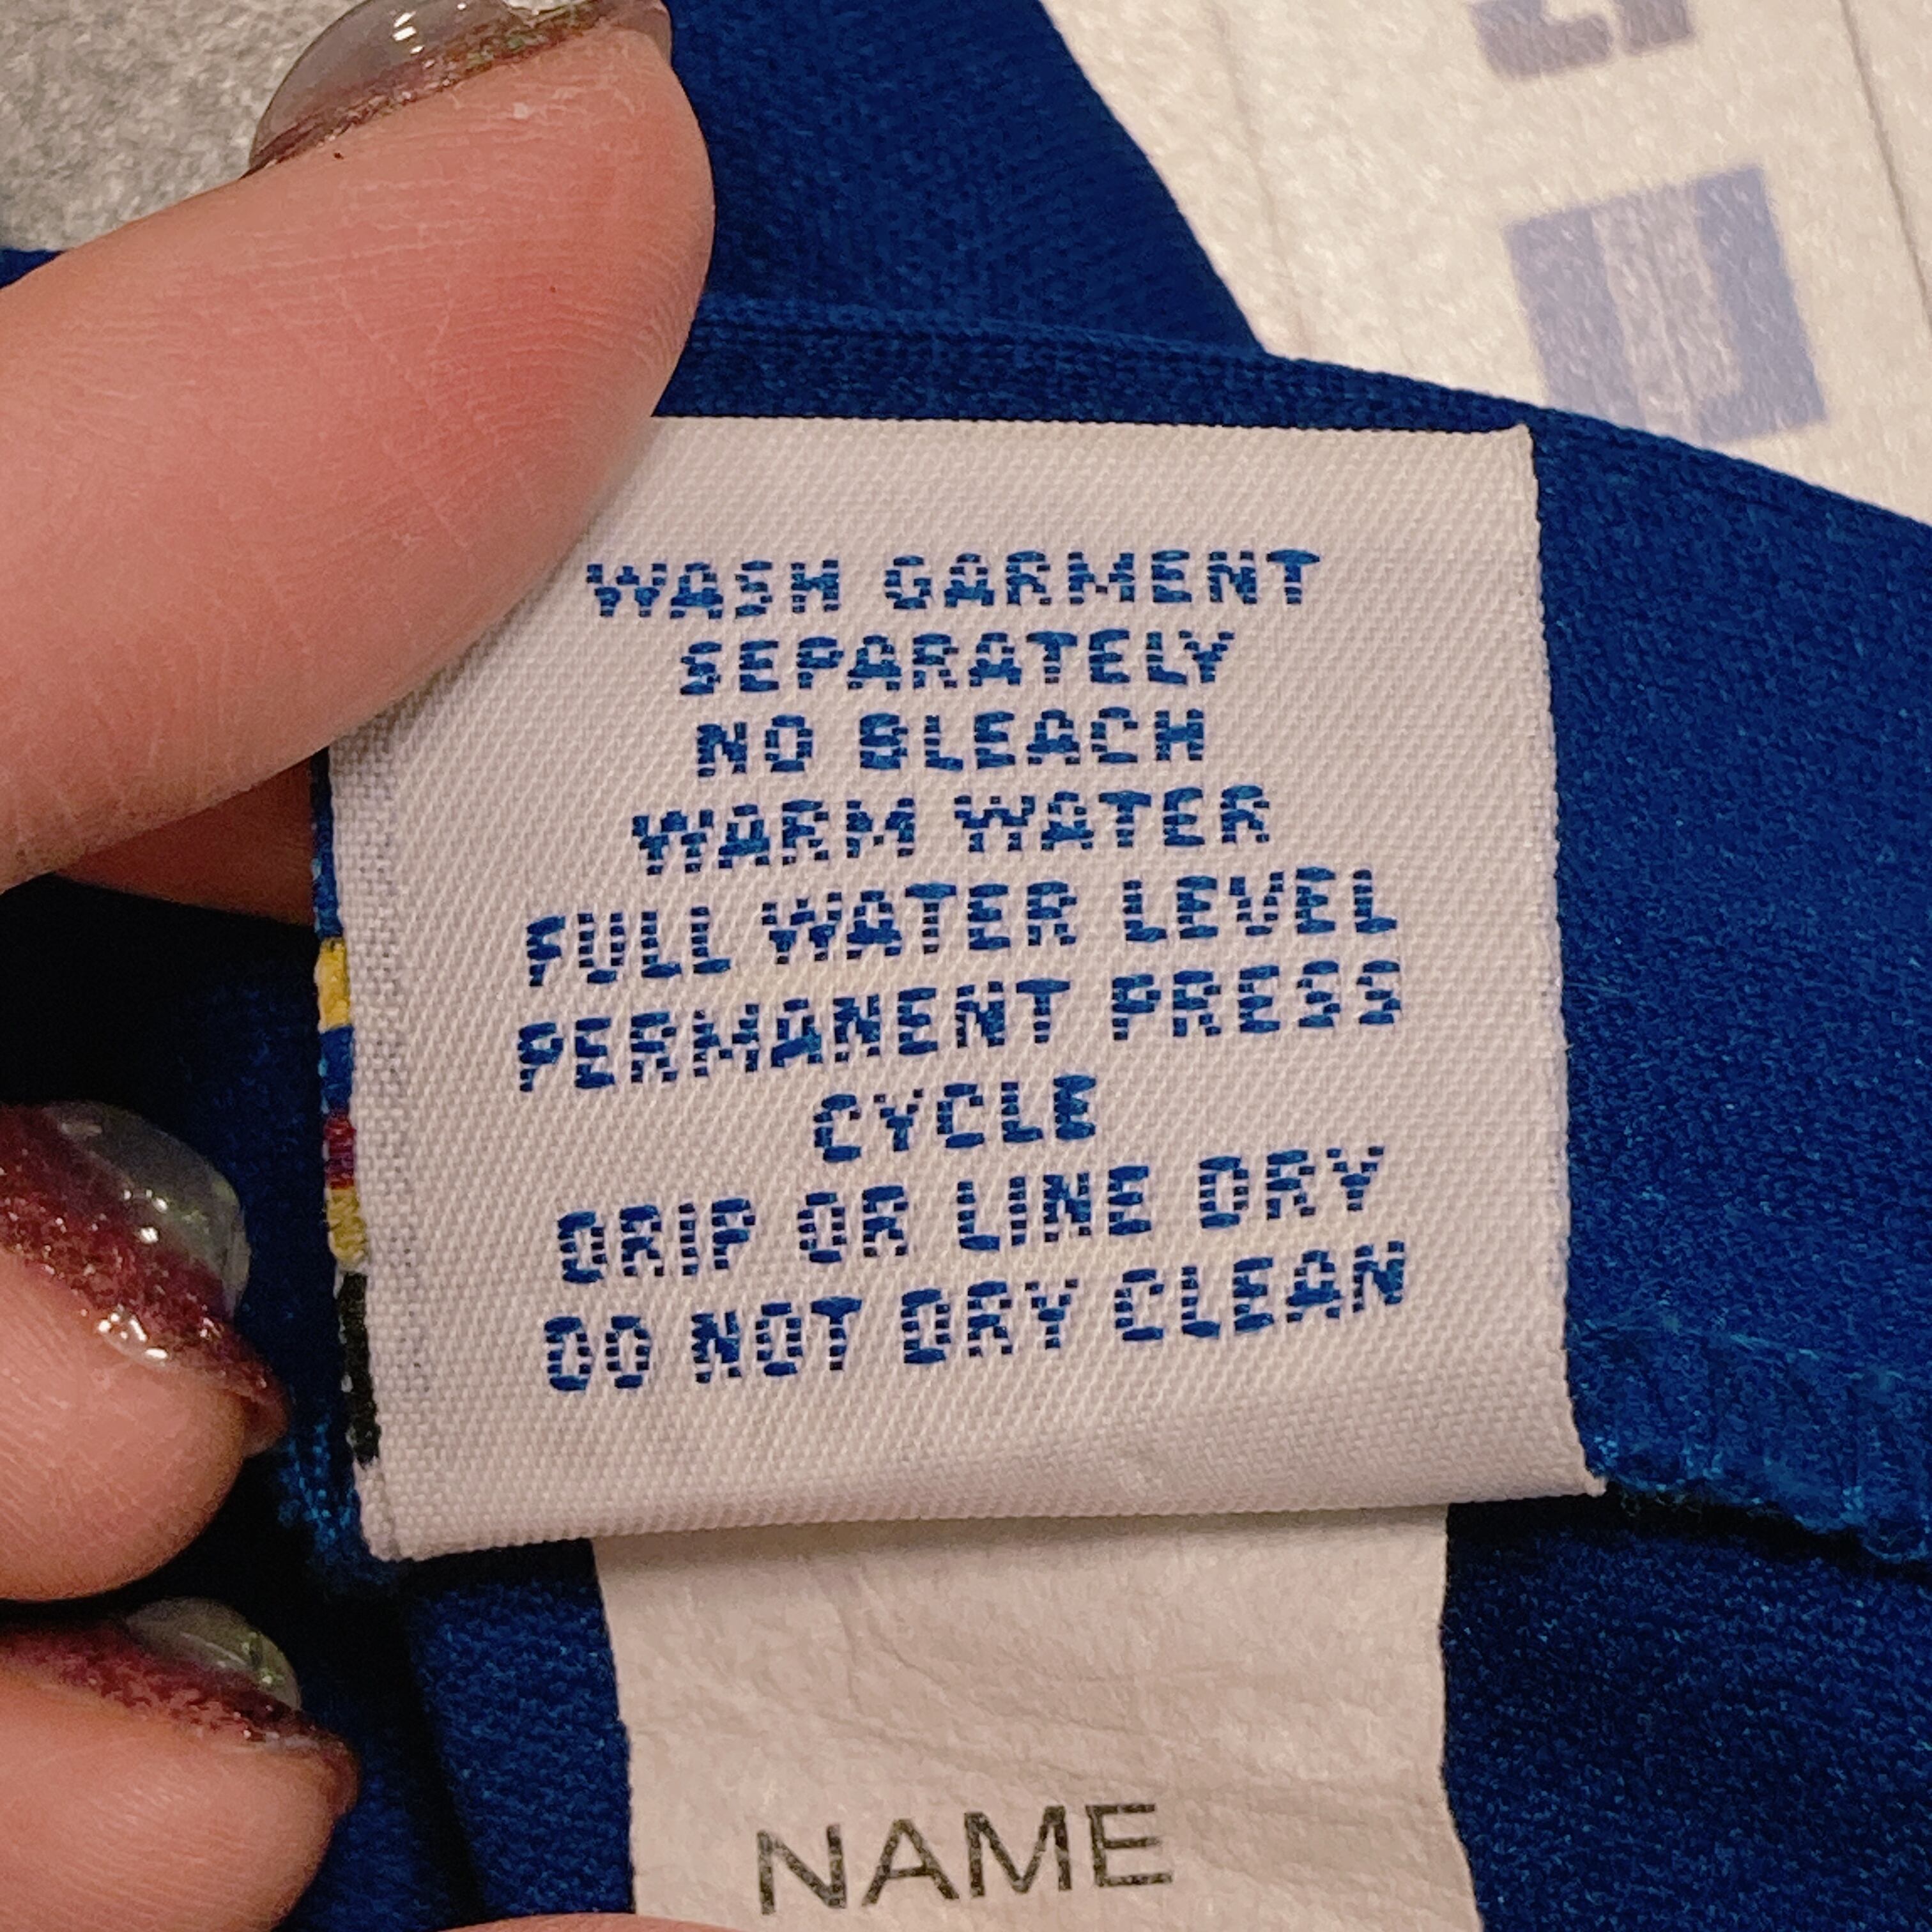 WASH GARMENT
SEPARATELY
NO BLEACH
WARM WATER
FULL WATER LEVEL
PERMANENT PRESS
CYCLE
DRIP OR LINE DRY
DO NOT DRY CLEAN
NAME